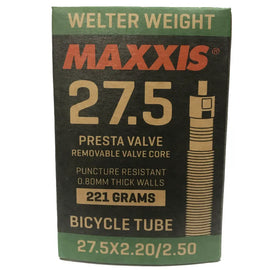 WELTER WEIGHT
MAXXIS®
27.5
PRESTA VALVE
REMOVABLE VALVE CORE
PUNCTURE RESISTANT
0.80MM THICK WALLS
221 GRAMS
BICYCLE TUBE
27.5X2.20/2.50